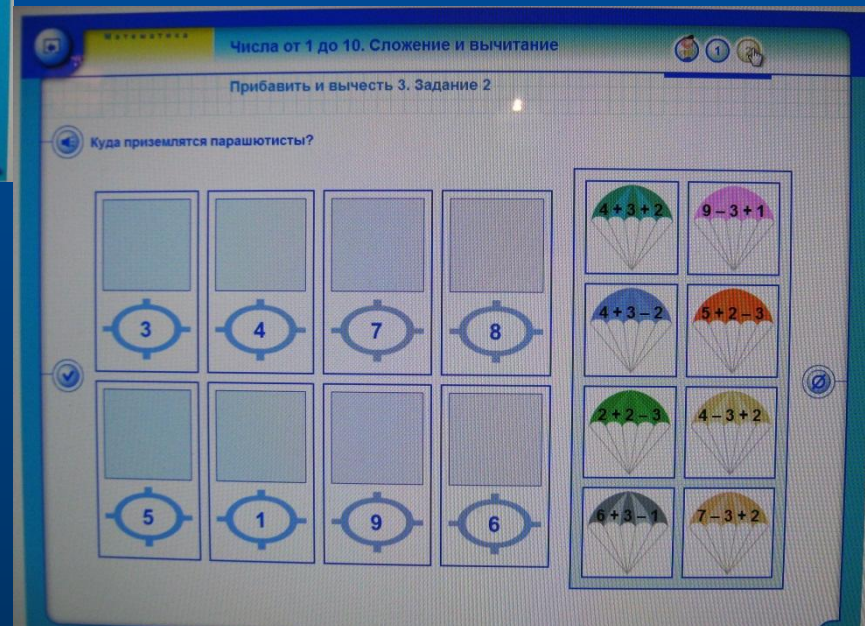 Математика
Числа от 1 до 10. Сложение и вычитание
1
2
Прибавить и вычесть 3. Задание 2
Куда приземлятся парашютисты?
4 + 3 + 2
9 – 3 + 1
3
4
7
8
4 + 3 – 2
5 + 2 – 3
2 + 2 – 3
4 – 3 + 2
5
1
9
6
6 + 3 – 1
7 – 3 + 2